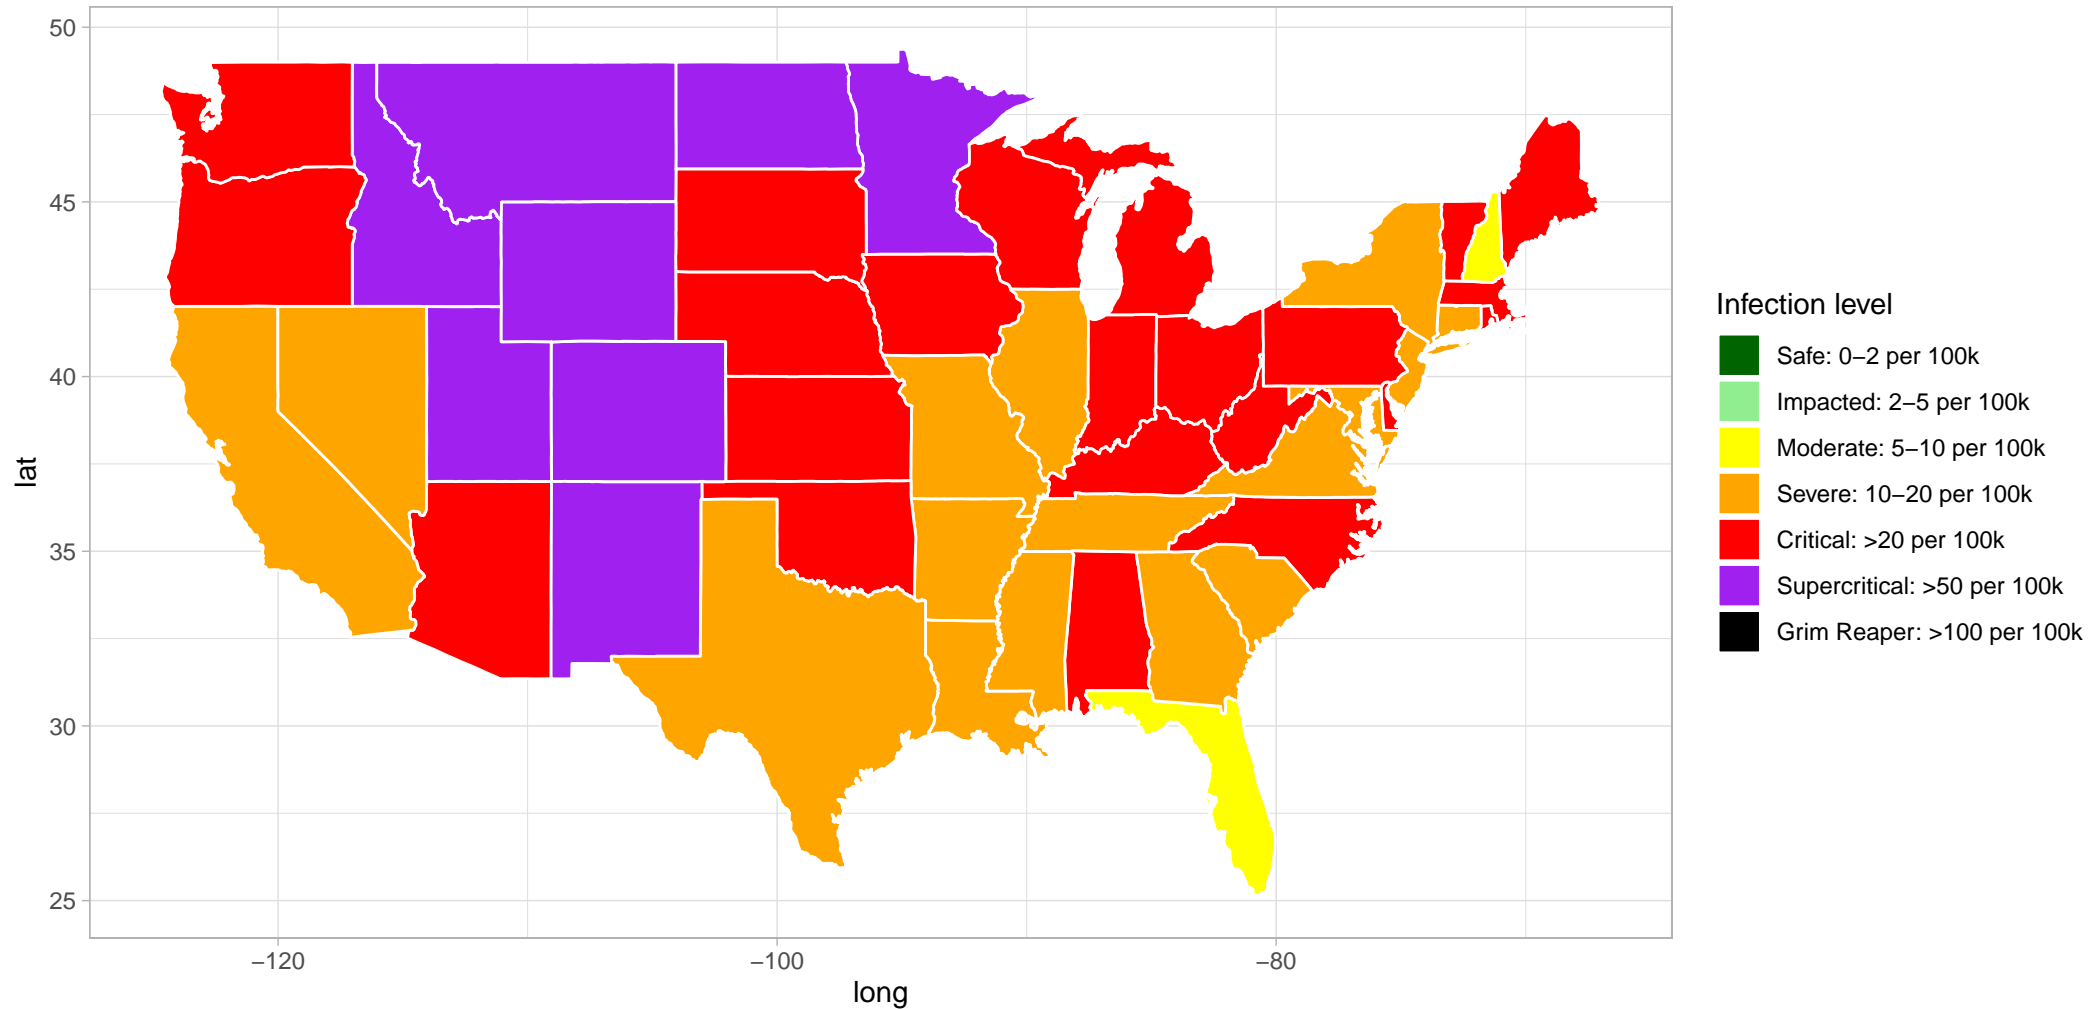 50
45
40
35
30
25
lat
−120
−100
−80
long
Infection level
Safe: 0−2 per 100k
Impacted: 2−5 per 100k
Moderate: 5−10 per 100k
Severe: 10−20 per 100k
Critical: >20 per 100k
Supercritical: >50 per 100k
Grim Reaper: >100 per 100k